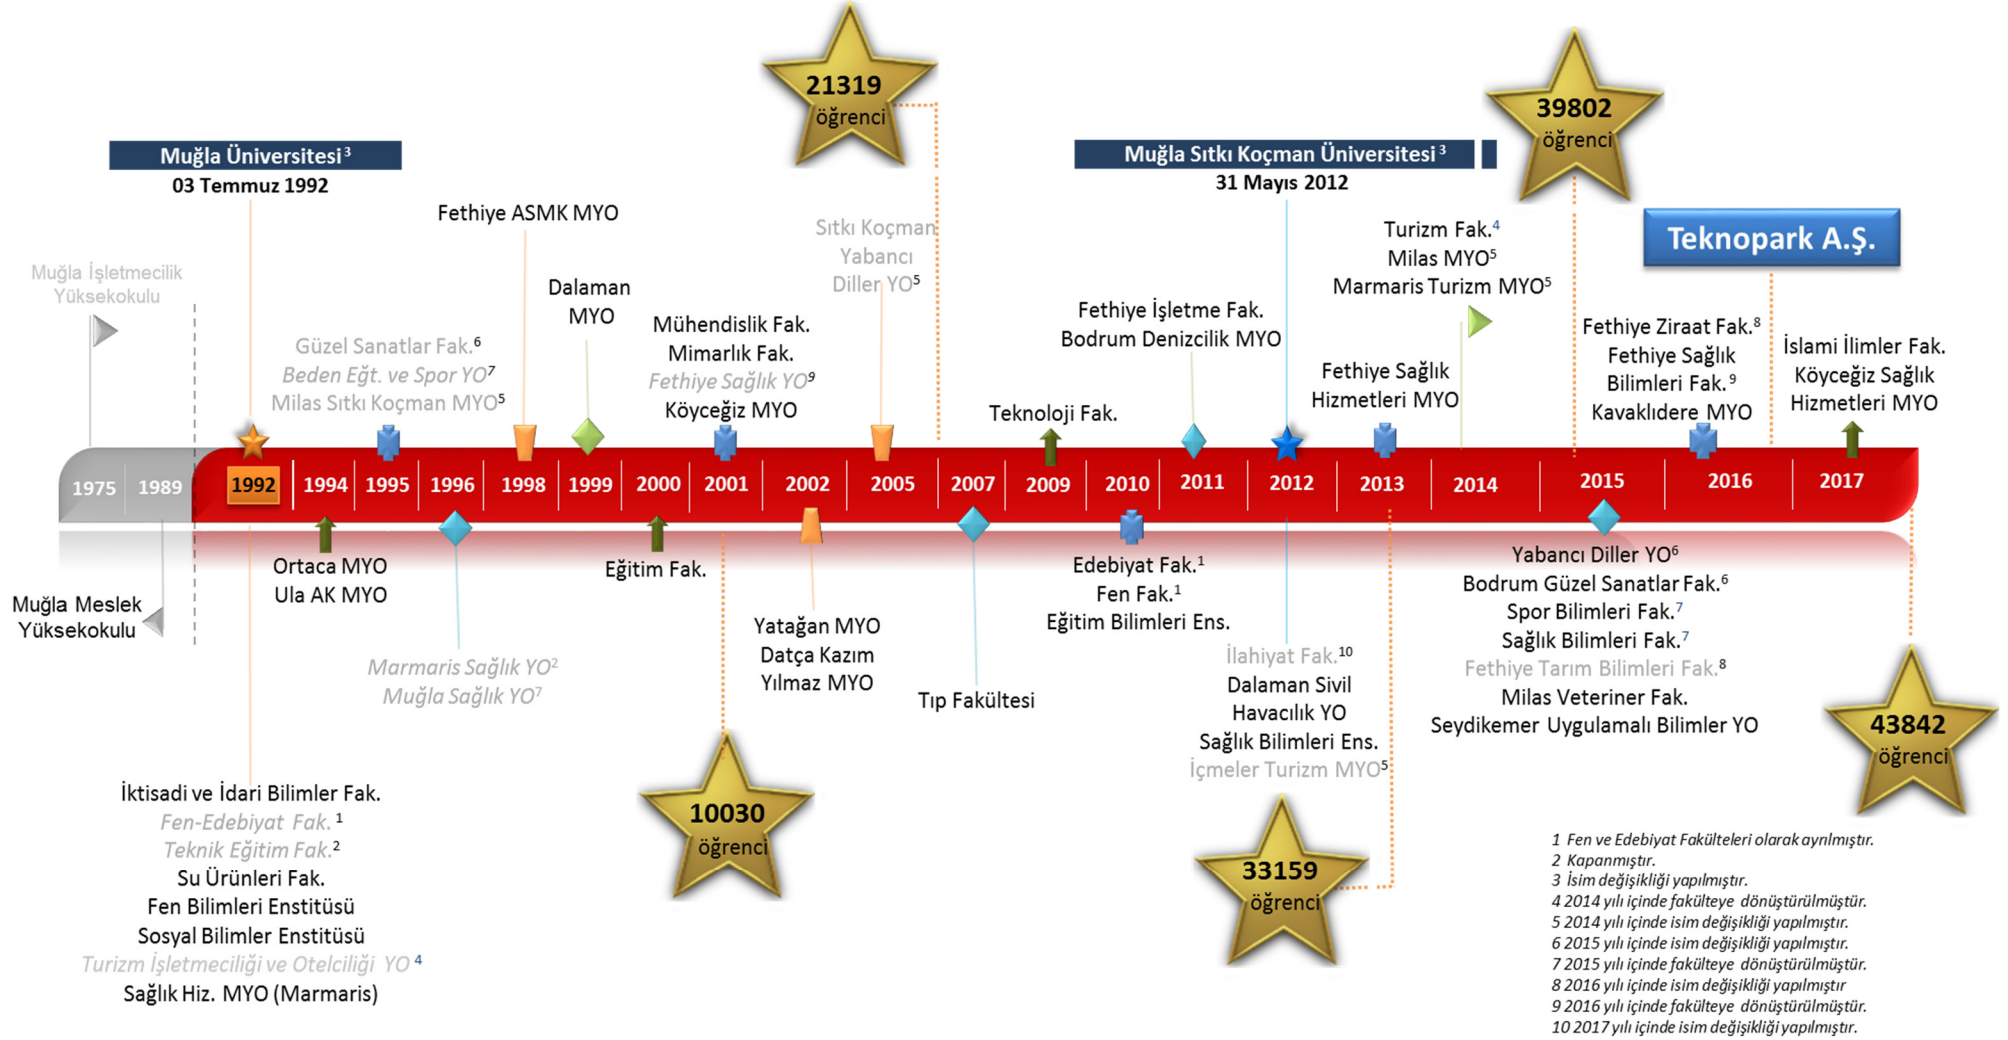 21319
öğrenci
39802
öğrenci
Muğla Üniversitesi³
03 Temmuz 1992
Muğla Sıtkı Koçman Üniversitesi³
31 Mayıs 2012
Teknopark A.Ş.
Muğla İşletmecilik
Yüksekokulu
Güzel Sanatlar Fak.⁶
Beden Eğt. ve Spor YO⁷
Milas Sıtkı Koçman MYO⁵
Fethiye ASMK MYO
Dalaman
MYO
Mühendislik Fak.
Mimarlık Fak.
Fethiye Sağlık YO⁹
Köyceğiz MYO
Sıtkı Koçman
Yabancı
Diller YO⁵
Teknoloji Fak.
Fethiye İşletme Fak.
Bodrum Denizcilik MYO
Fethiye Sağlık
Hizmetleri MYO
Turizm Fak.⁴
Milas MYO⁵
Marmaris Turizm MYO⁵
Fethiye Ziraat Fak.⁸
Fethiye Sağlık
Bilimleri Fak.⁹
Kavaklıdere MYO
İslami İlimler Fak.
Köyceğiz Sağlık
Hizmetleri MYO
1975 1989 1992 1994 1995 1996 1998 1999 2000 2001 2002 2005 2007 2009 2010 2011 2012 2013 2014 2015 2016 2017
Muğla Meslek
Yüksekokulu
İktisadi ve İdari Bilimler Fak.
Fen-Edebiyat Fak.¹
Teknik Eğitim Fak.²
Su Ürünleri Fak.
Fen Bilimleri Enstitüsü
Sosyal Bilimler Enstitüsü
Turizm İşletmeciliği ve Otelciliği YO⁴
Sağlık Hiz. MYO (Marmaris)
Ortaca MYO
Ula AK MYO
Marmaris Sağlık YO²
Muğla Sağlık YO⁷
Eğitim Fak.
10030
öğrenci
Yatağan MYO
Datça Kazım
Yılmaz MYO
Tıp Fakültesi
Edebiyat Fak.¹
Fen Fak.¹
Eğitim Bilimleri Ens.
İlahiyat Fak.¹⁰
Dalaman Sivil
Havacılık YO
Sağlık Bilimleri Ens.
İçmeler Turizm MYO⁵
33159
öğrenci
Yabancı Diller YO⁶
Bodrum Güzel Sanatlar Fak.⁶
Spor Bilimleri Fak.⁷
Sağlık Bilimleri Fak.⁷
Fethiye Tarım Bilimleri Fak.⁸
Milas Veteriner Fak.
Seydikemer Uygulamalı Bilimler YO
43842
öğrenci
1 Fen ve Edebiyat Fakülteleri olarak ayrılmıştır.
2 Kapanmıştır.
3 İsim değişikliği yapılmıştır.
4 2014 yılı içinde fakülteye dönüştürülmüştür.
5 2014 yılı içinde isim değişikliği yapılmıştır.
6 2015 yılı içinde isim değişikliği yapılmıştır.
7 2015 yılı içinde fakülteye dönüştürülmüştür.
8 2016 yılı içinde isim değişikliği yapılmıştır
9 2016 yılı içinde fakülteye dönüştürülmüştür.
10 2017 yılı içinde isim değişikliği yapılmıştır.